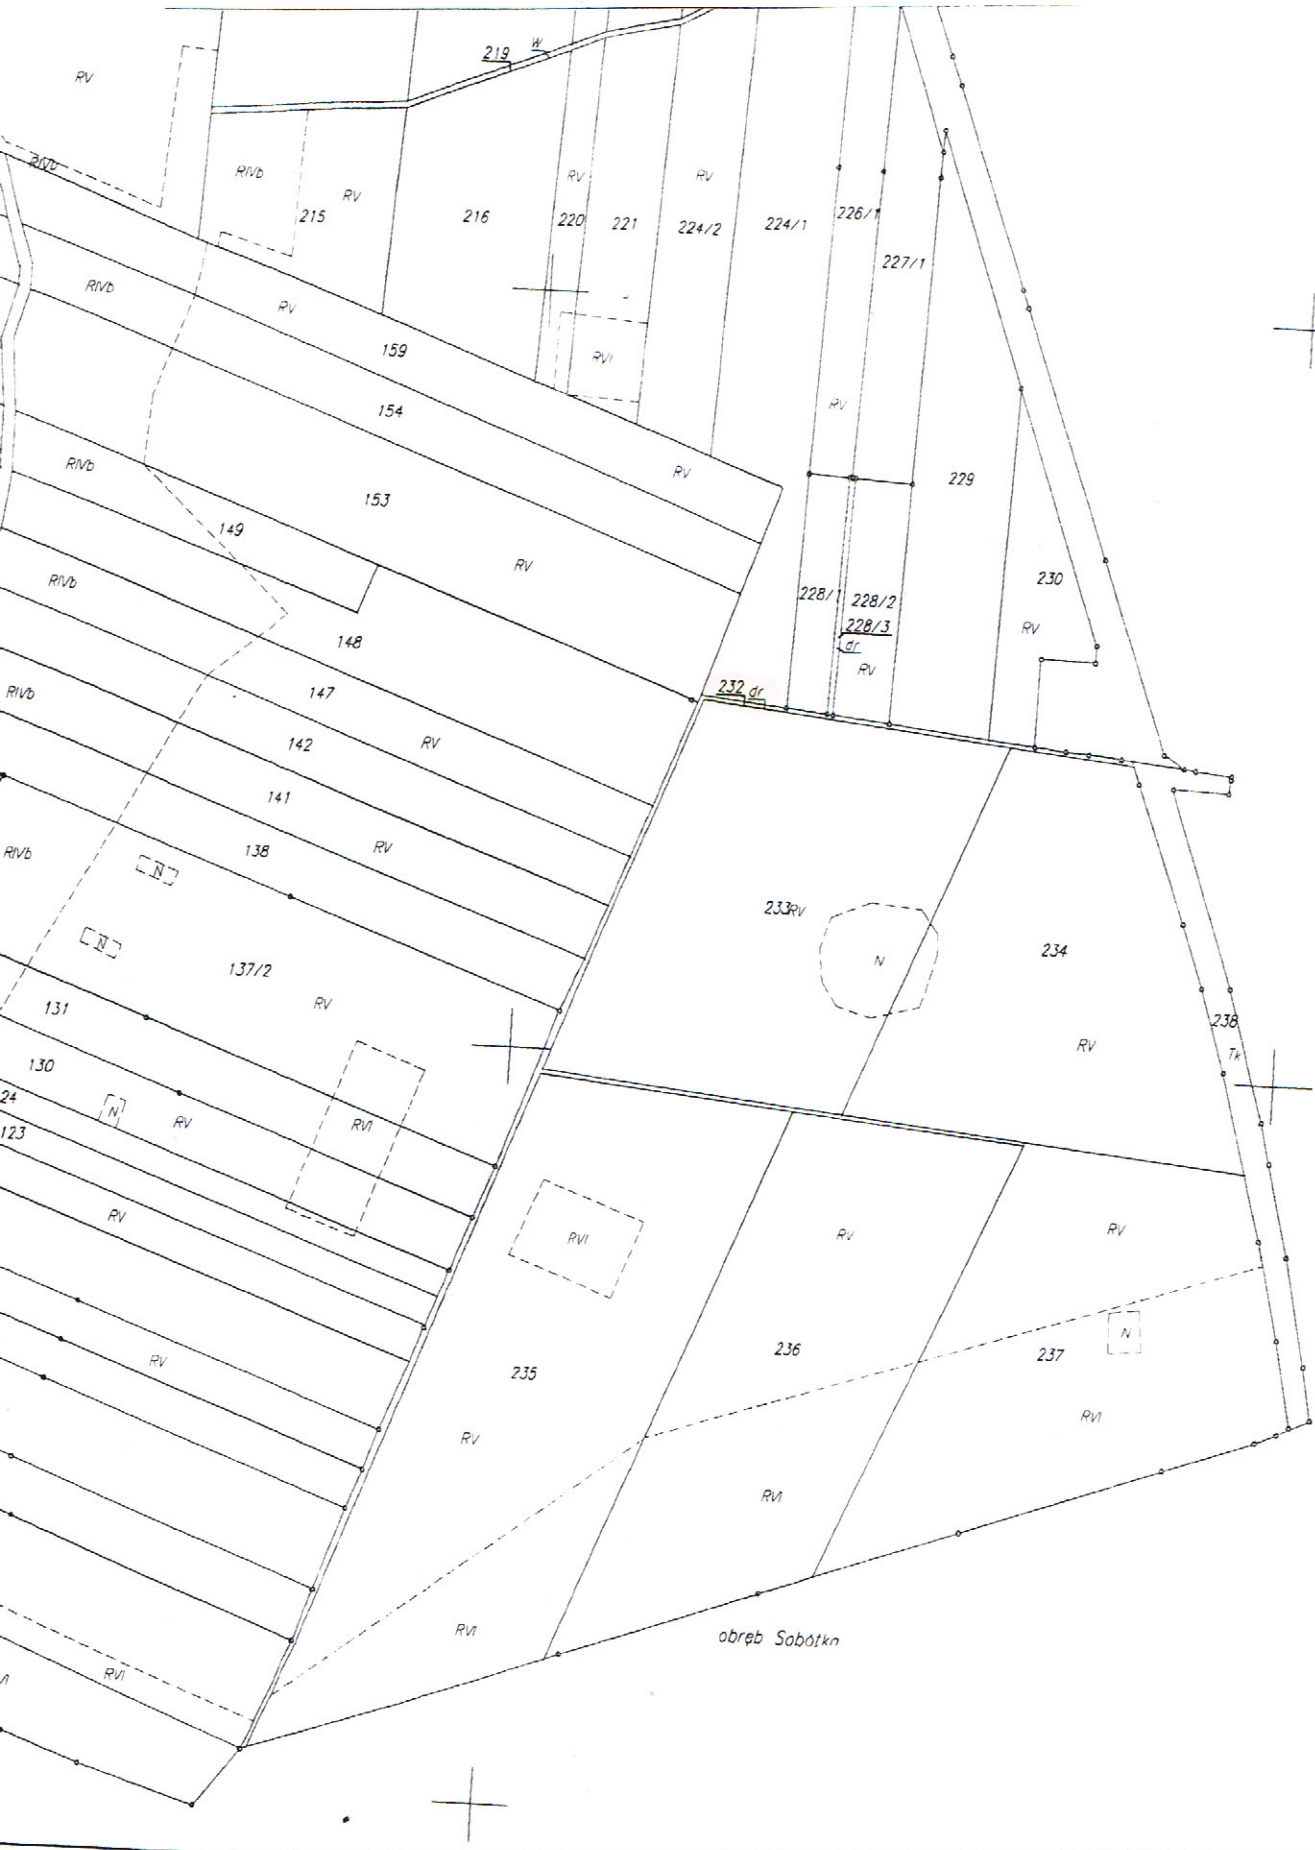 219
W
RV
RIVb
RIVb
RV
215
216
RV
220
221
RV
224/2
224/1
226/1
227/1
RIVb
RV
159
RVI
154
RV
RV
229
RIVb
153
149
RV
RIVb
148
228/1
228/2
228/3
dr
RV
230
RV
RIVb
147
232 dr
142
RV
141
RIVb
138
RV
N
N
233
RV
N
234
137/2
RV
131
238
Tk
RV
130
24
N
RV
RVI
123
RV
RVI
RV
RV
RV
235
236
237
N
RV
RVI
RVI
RVI
RVI
obręb Sobótka